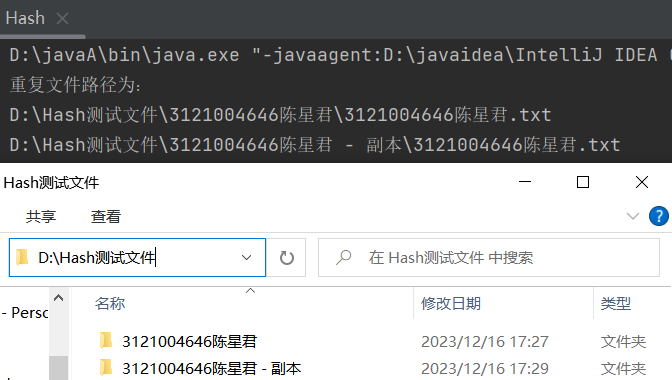 Hash
D:\javaA\bin\java.exe "-javaagent:D:\javaidea\IntelliJ IDEA
重复文件路径为:
D:\Hash测试文件\3121004646陈星君\3121004646陈星君.txt
D:\Hash测试文件\3121004646陈星君 - 副本\3121004646陈星君.txt
Hash测试文件
共享 查看
D:\Hash测试文件 在 Hash测试文件 中搜索
- Persc 名称 修改日期 类型
3121004646陈星君 2023/12/16 17:27 文件夹
3121004646陈星君 - 副本 2023/12/16 17:29 文件夹